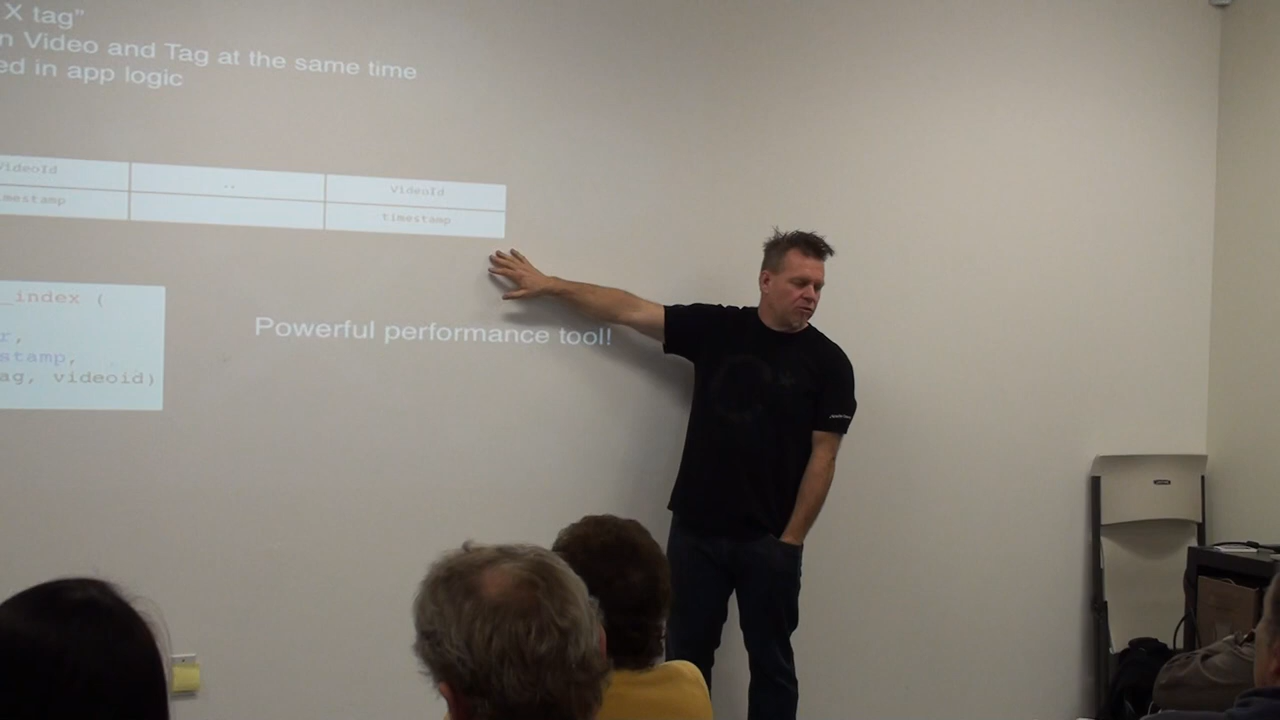 X tag"
n Video and Tag at the same time
ed in app logic
VideoId .. VideoId
imestamp timestamp
_index (
r,
stamp,
ag, videoid)
Powerful performance tool!